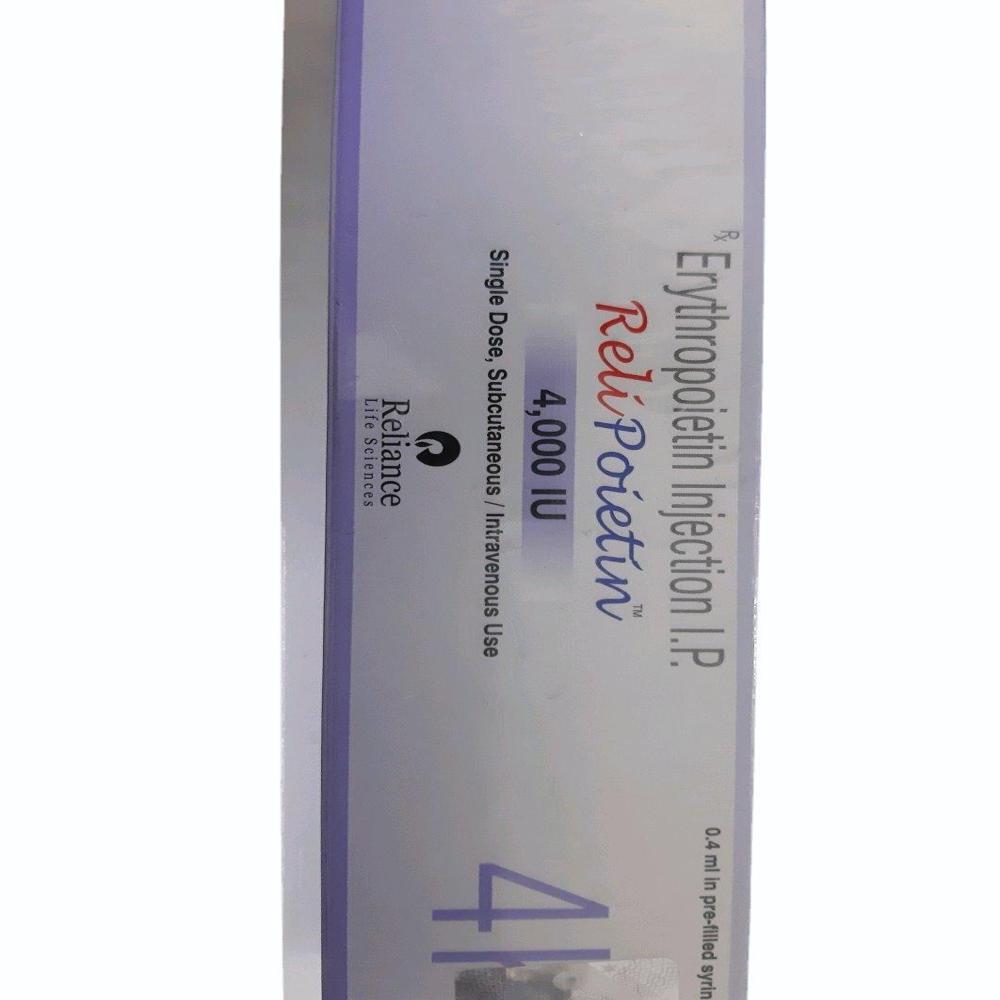 Rx Erythropoietin Injection I.P.
ReliPoietin™
4,000 IU
Single Dose, Subcutaneous / Intravenous Use
Reliance
Life Sciences
0.4 ml in pre-filled
4